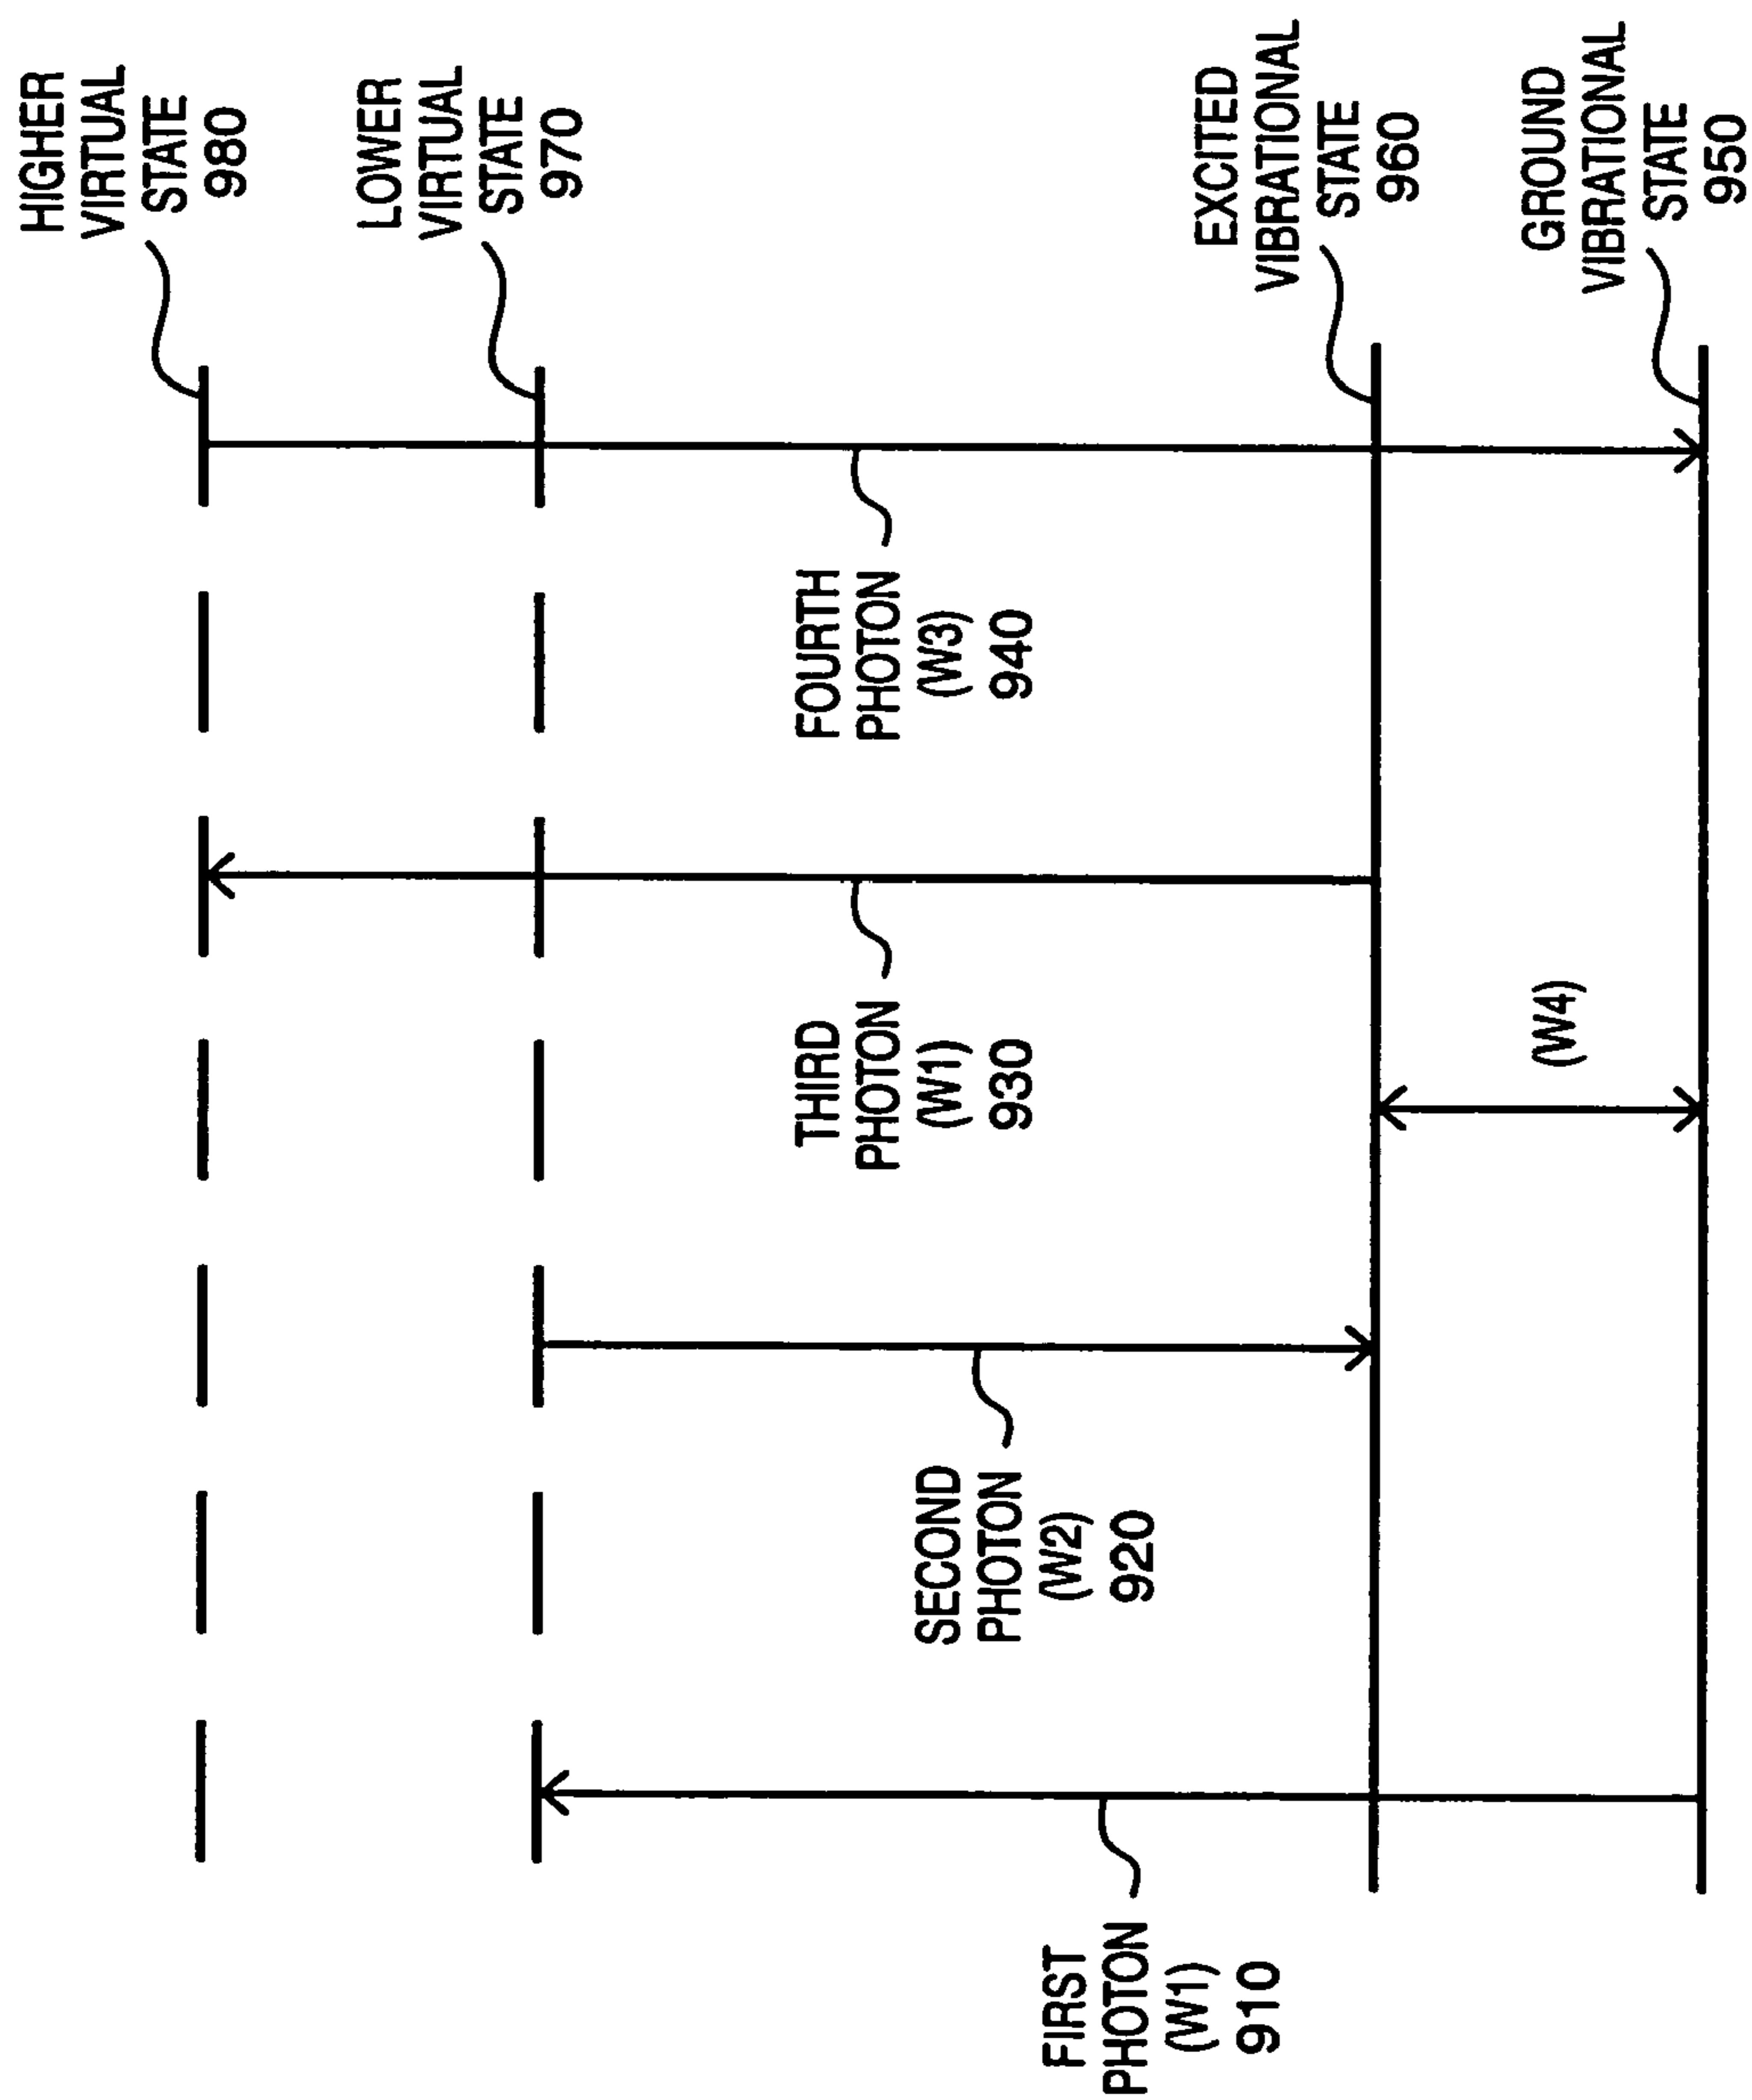 HIGHER
VIRTUAL
STATE
980
LOWER
VIRTUAL
STATE
970
EXCITED
VIBRATIONAL
STATE
960
GROUND
VIBRATIONAL
STATE
950
FOURTH
PHOTON
(W3)
940
THIRD
PHOTON
(W1)
930
(W4)
SECOND
PHOTON
(W2)
920
FIRST
PHOTON
(W1)
910